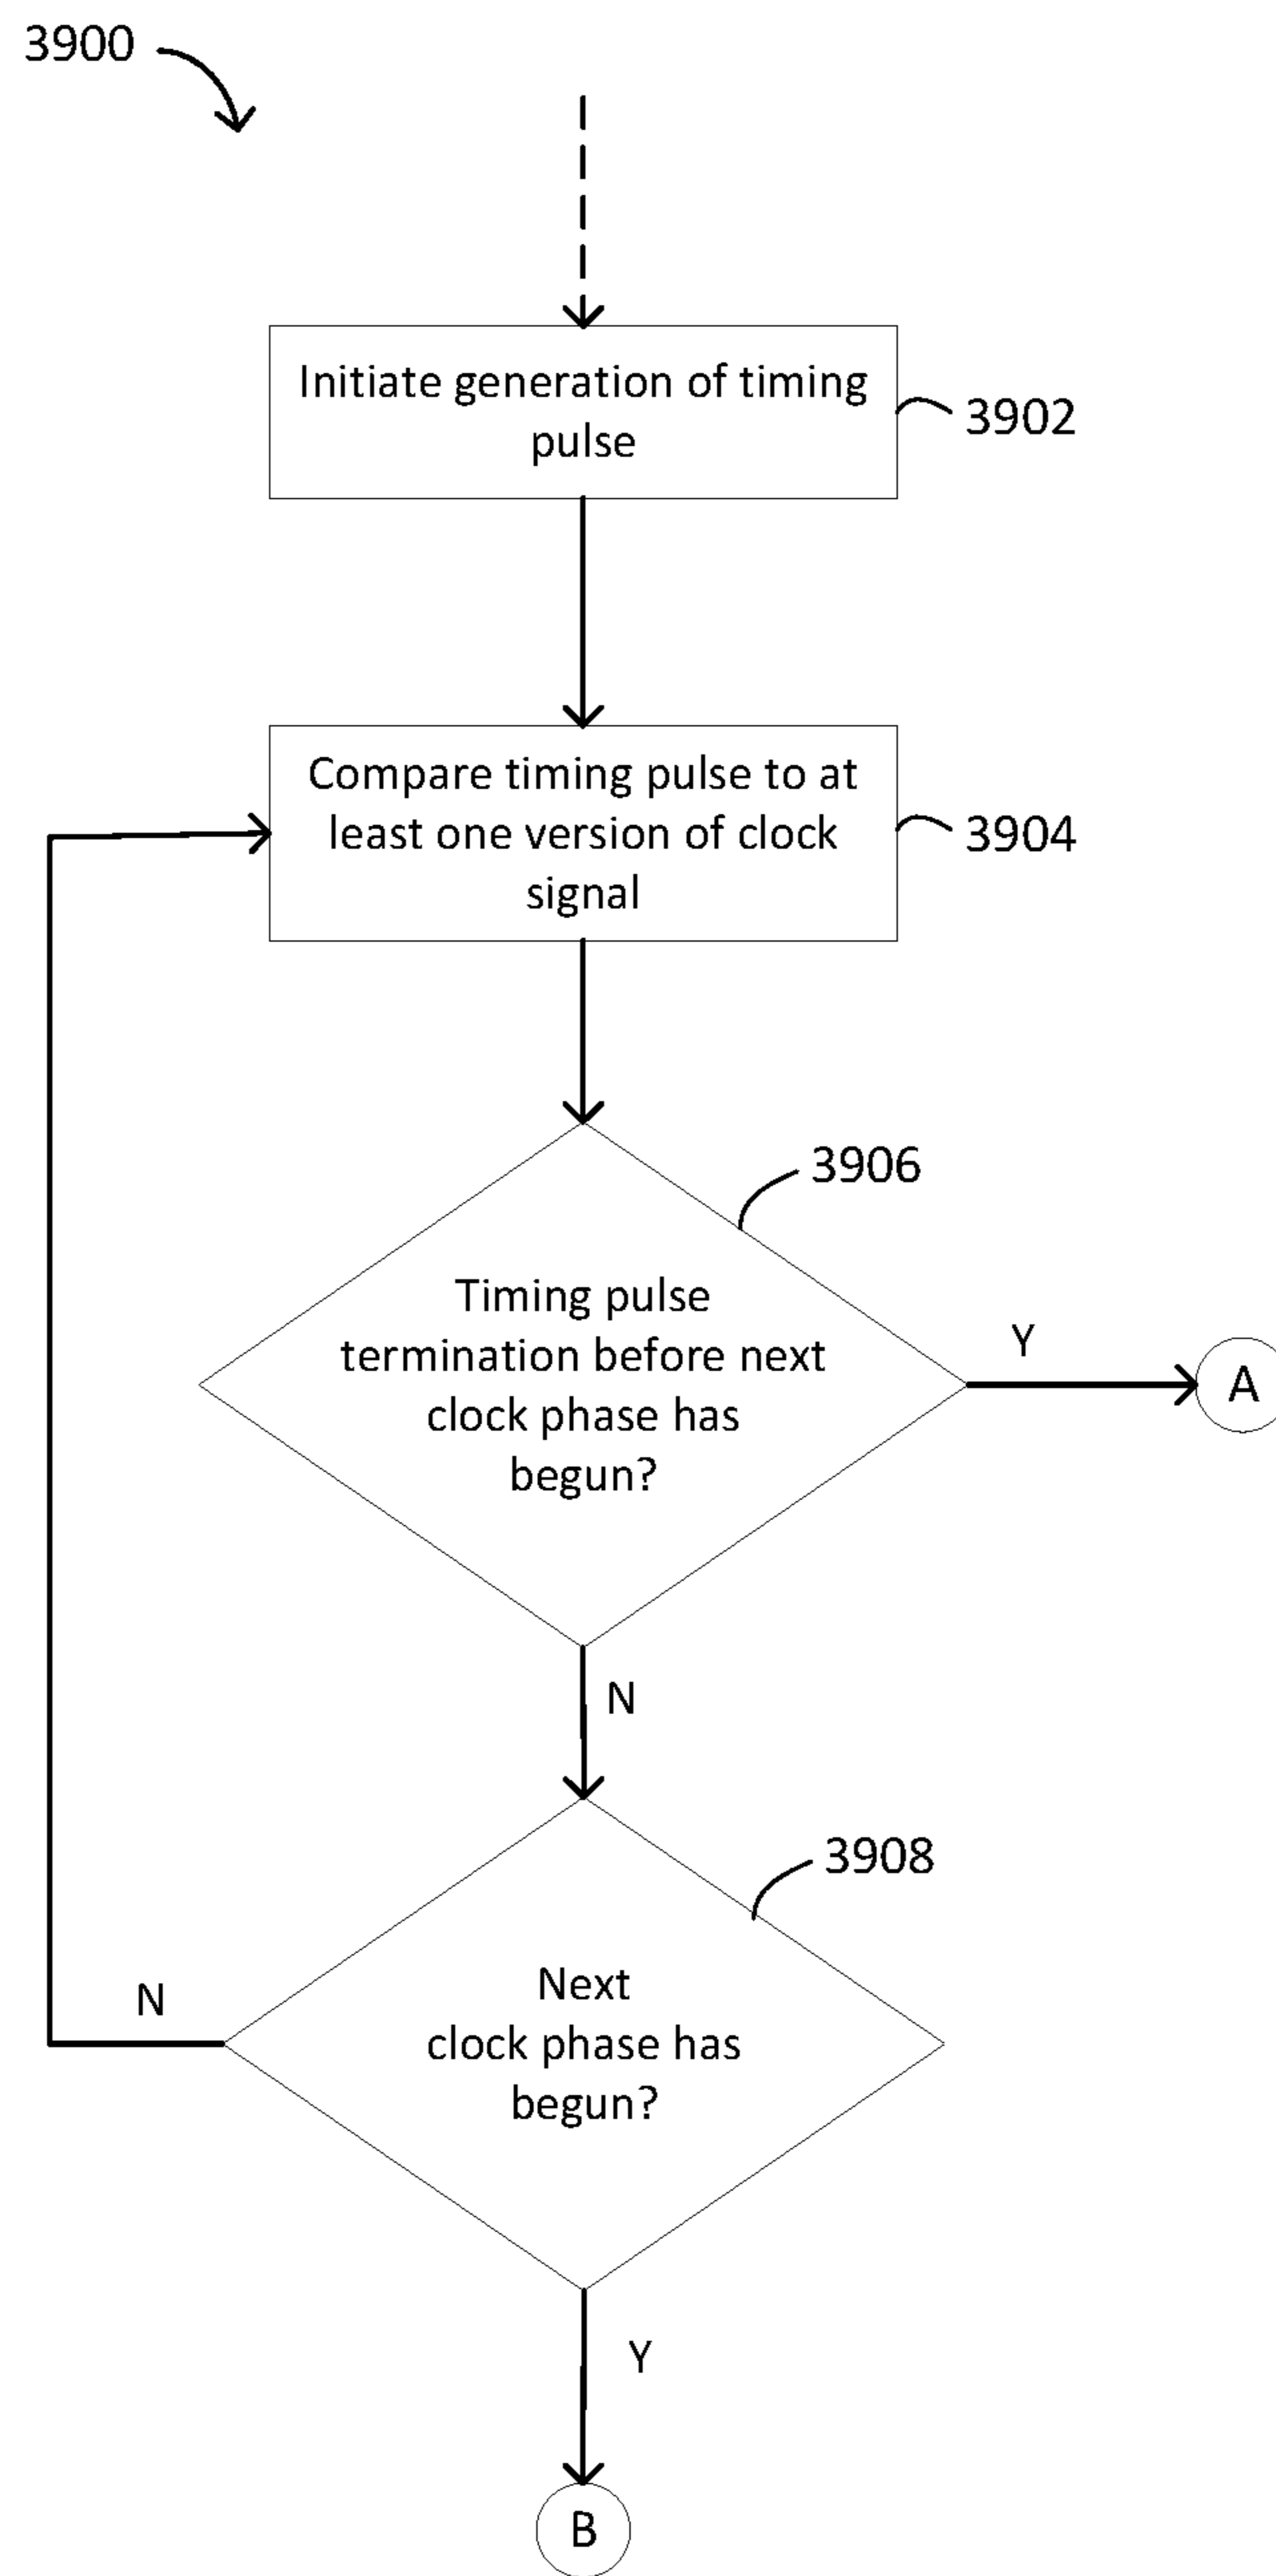 3900
Initiate generation of timing
pulse
3902
Compare timing pulse to at
least one version of clock
signal
3904
3906
Timing pulse
termination before next
clock phase has
begun?
Y
A
N
3908
Next
clock phase has
begun?
N
Y
B